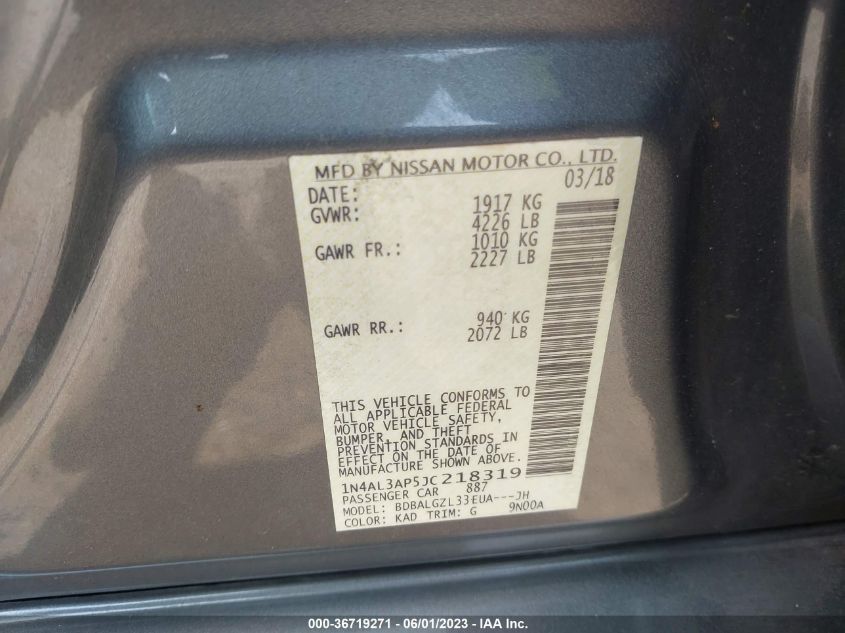 MFD BY NISSAN MOTOR CO., LTD.
DATE: 03/18
GVWR: 1917 KG
4226 LB
GAWR FR.: 1010 KG
2227 LB
GAWR RR.: 940 KG
2072 LB
THIS VEHICLE CONFORMS TO
ALL APPLICABLE FEDERAL
MOTOR VEHICLE SAFETY,
BUMPER, AND THEFT
PREVENTION STANDARDS IN
EFFECT ON THE DATE OF
MANUFACTURE SHOWN ABOVE.
1N4AL3AP5JC218319
PASSENGER CAR 887
MODEL: BDBALGZL33EUA---JH
COLOR: KAD TRIM: G 9N00A
000-36719271 - 06/01/2023 - IAA Inc.